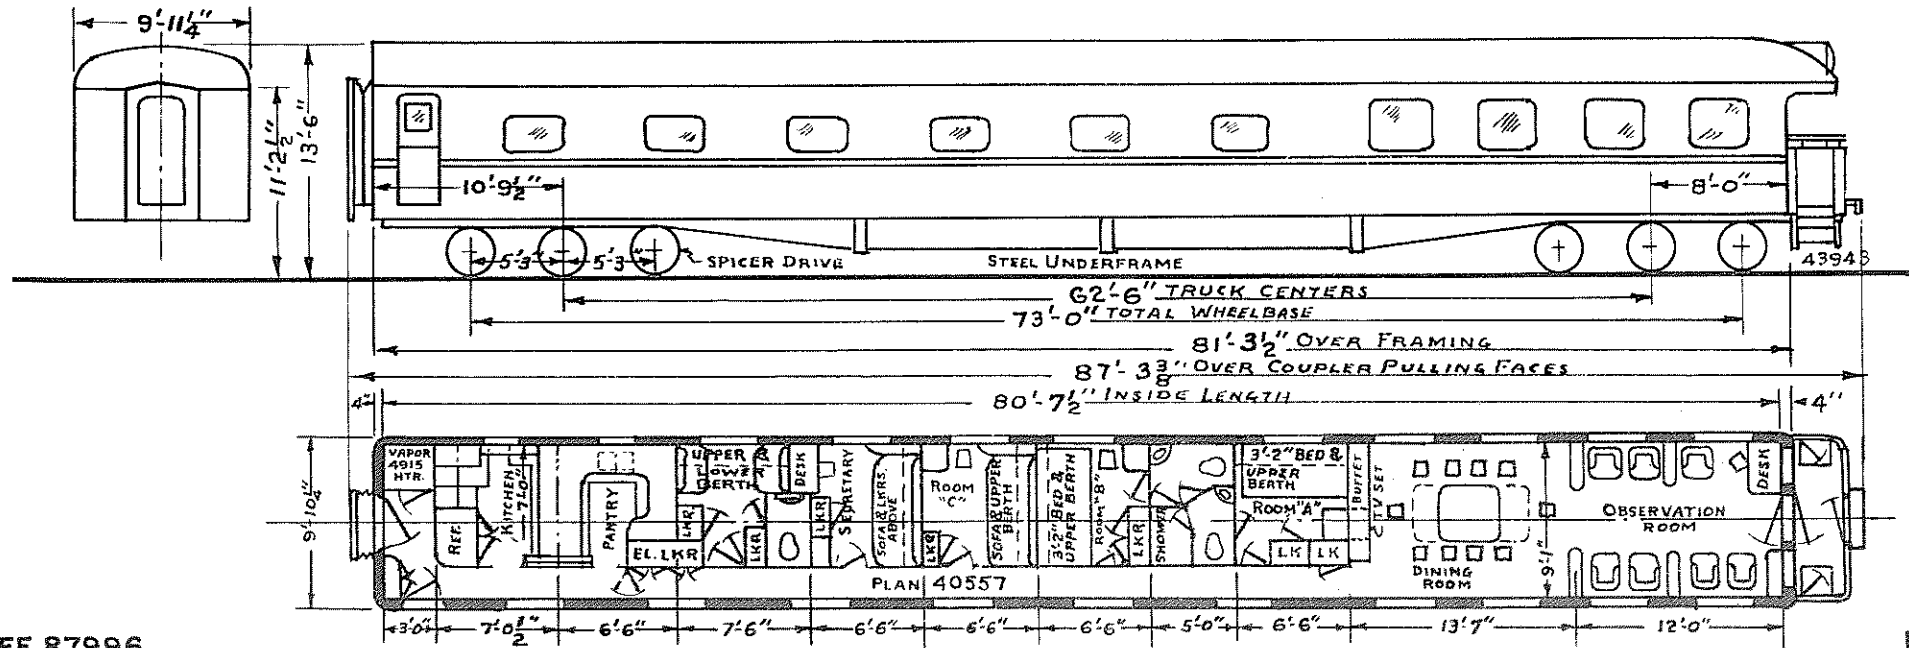 9'-11¼"
11'-2½"
13'-6"
10'-9½"
8'-0"
5'-3"
5'-3"
SPICER DRIVE
STEEL UNDERFRAME
43943
62'-6" TRUCK CENTERS
73'-0" TOTAL WHEELBASE
81'-3½" OVER FRAMING
87'-3⅜" OVER COUPLER PULLING FACES
4"
80'-7½" INSIDE LENGTH
4"
9'-10¼"
VAPOR
4915
HTR.
REF.
KITCHEN
7'-0"
PANTRY
EL. LKR
UPPER
LOWER
BERTH
LKR
LKR
DESK
LKR
SECRETARY
SOFA & LKRS.
ABOVE
ROOM
"C"
LKR
SOFA & UPPER
BERTH
3'-2" BED &
UPPER BERTH
ROOM "B"
LKR
SHOWER
3'-2" BED &
UPPER
BERTH
ROOM "A"
LK
LK
BUFFET
TV SET
DINING
ROOM
9'-1"
OBSERVATION
ROOM
DESK
PLAN 40557
3'-0"
7'-0½"
6'-6"
7'-6"
6'-6"
6'-6"
6'-6"
5'-0"
6'-6"
13'-7"
12'-0"
87996